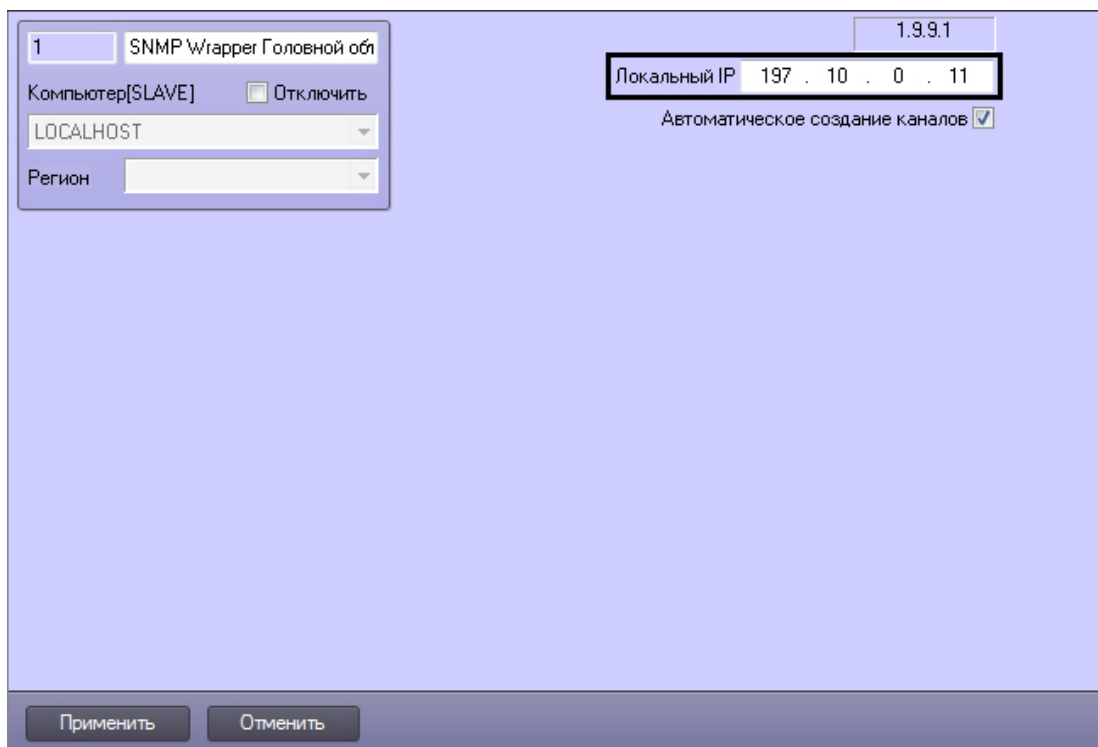 1 SNMP Wrapper Головной
Компьютер[SLAVE] Отключить
LOCALHOST
Регион
1.9.9.1
Локальный IP 197 . 10 . 0 . 11
Автоматическое создание каналов
Применить Отменить